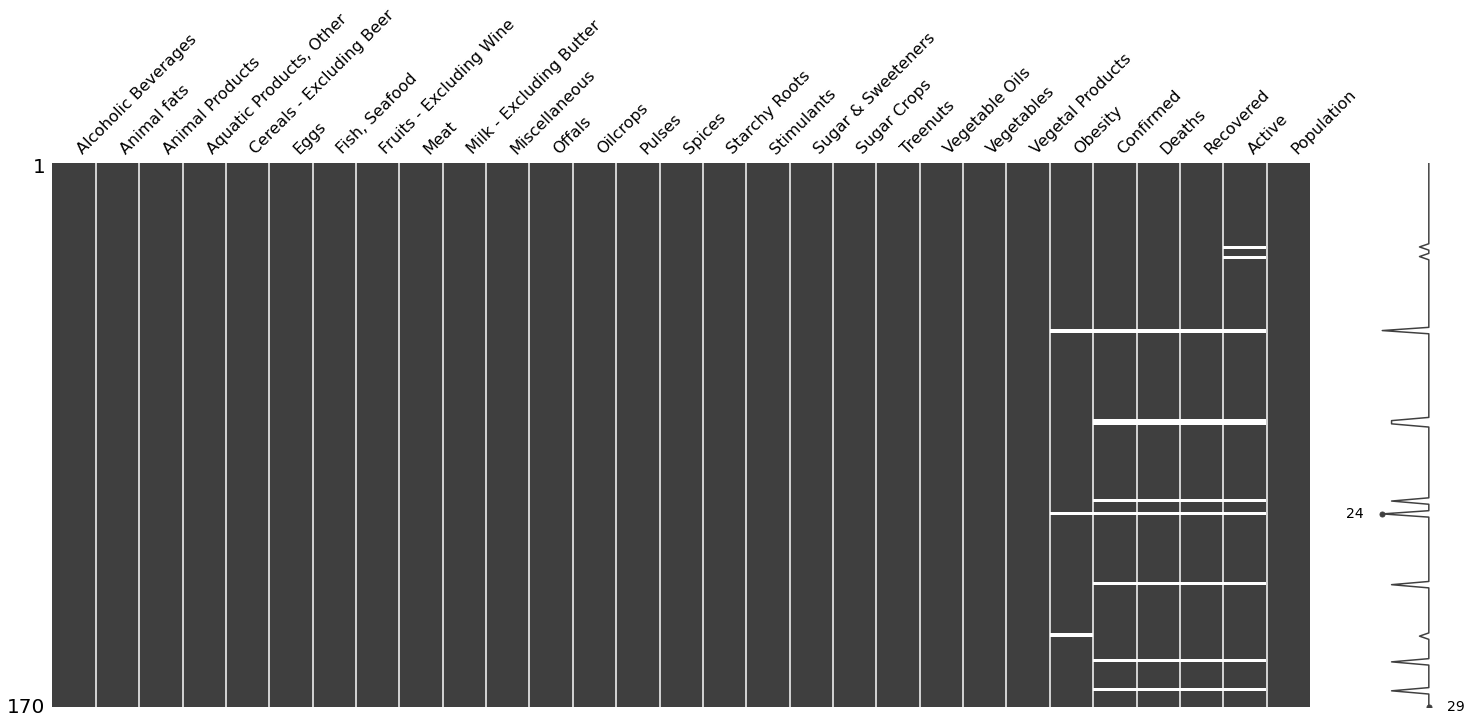 Alcoholic Beverages
Animal fats
Animal Products
Aquatic Products, Other
Cereals - Excluding Beer
Eggs
Fish, Seafood
Fruits - Excluding Wine
Meat
Milk - Excluding Butter
Miscellaneous
Offals
Oilcrops
Pulses
Spices
Starchy Roots
Stimulants
Sugar & Sweeteners
Sugar Crops
Treenuts
Vegetable Oils
Vegetables
Vegetal Products
Obesity
Confirmed
Deaths
Recovered
Active
Population
1
24
170
29